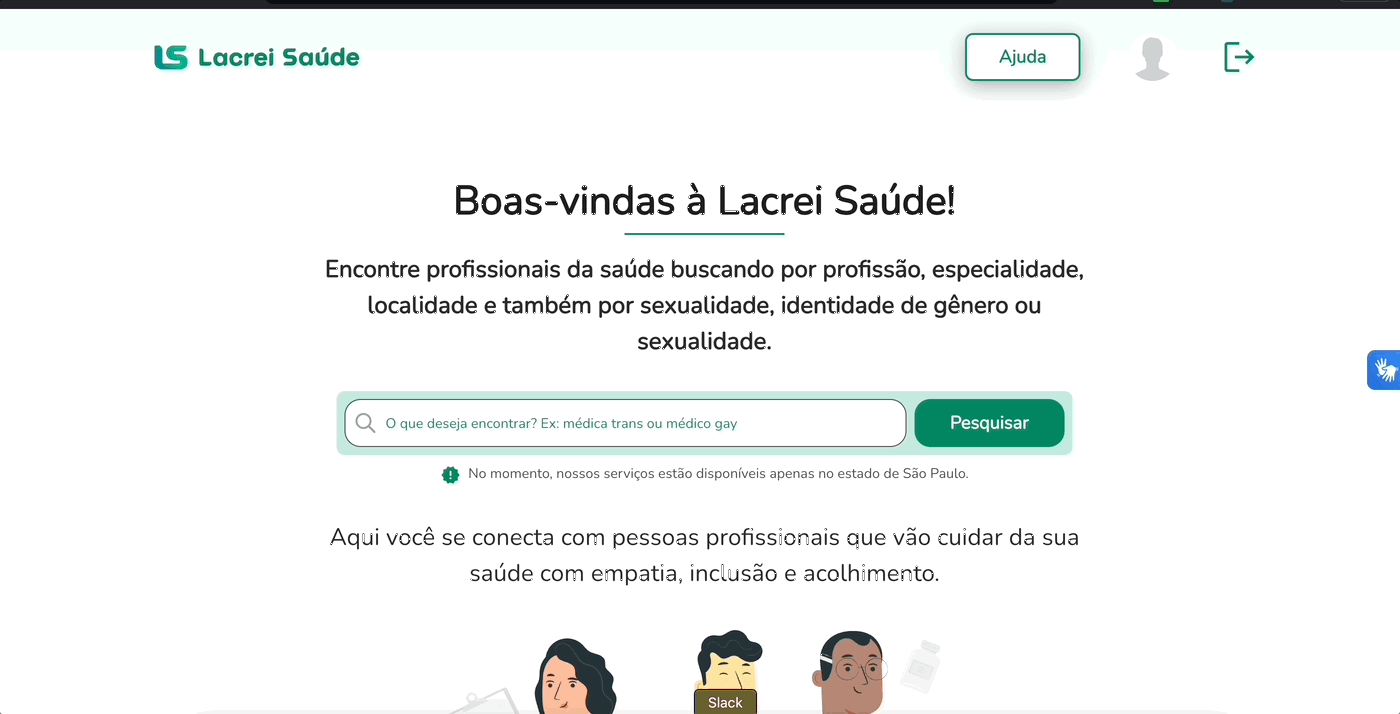 Lacrei Saúde
Ajuda
Boas-vindas à Lacrei Saúde!
Encontre profissionais da saúde buscando por profissão, especialidade,
localidade e também por sexualidade, identidade de gênero ou
sexualidade.
O que deseja encontrar? Ex: médica trans ou médico gay
Pesquisar
No momento, nossos serviços estão disponíveis apenas no estado de São Paulo.
Aqui você se conecta com pessoas profissionais que vão cuidar da sua
saúde com empatia, inclusão e acolhimento.
Slack